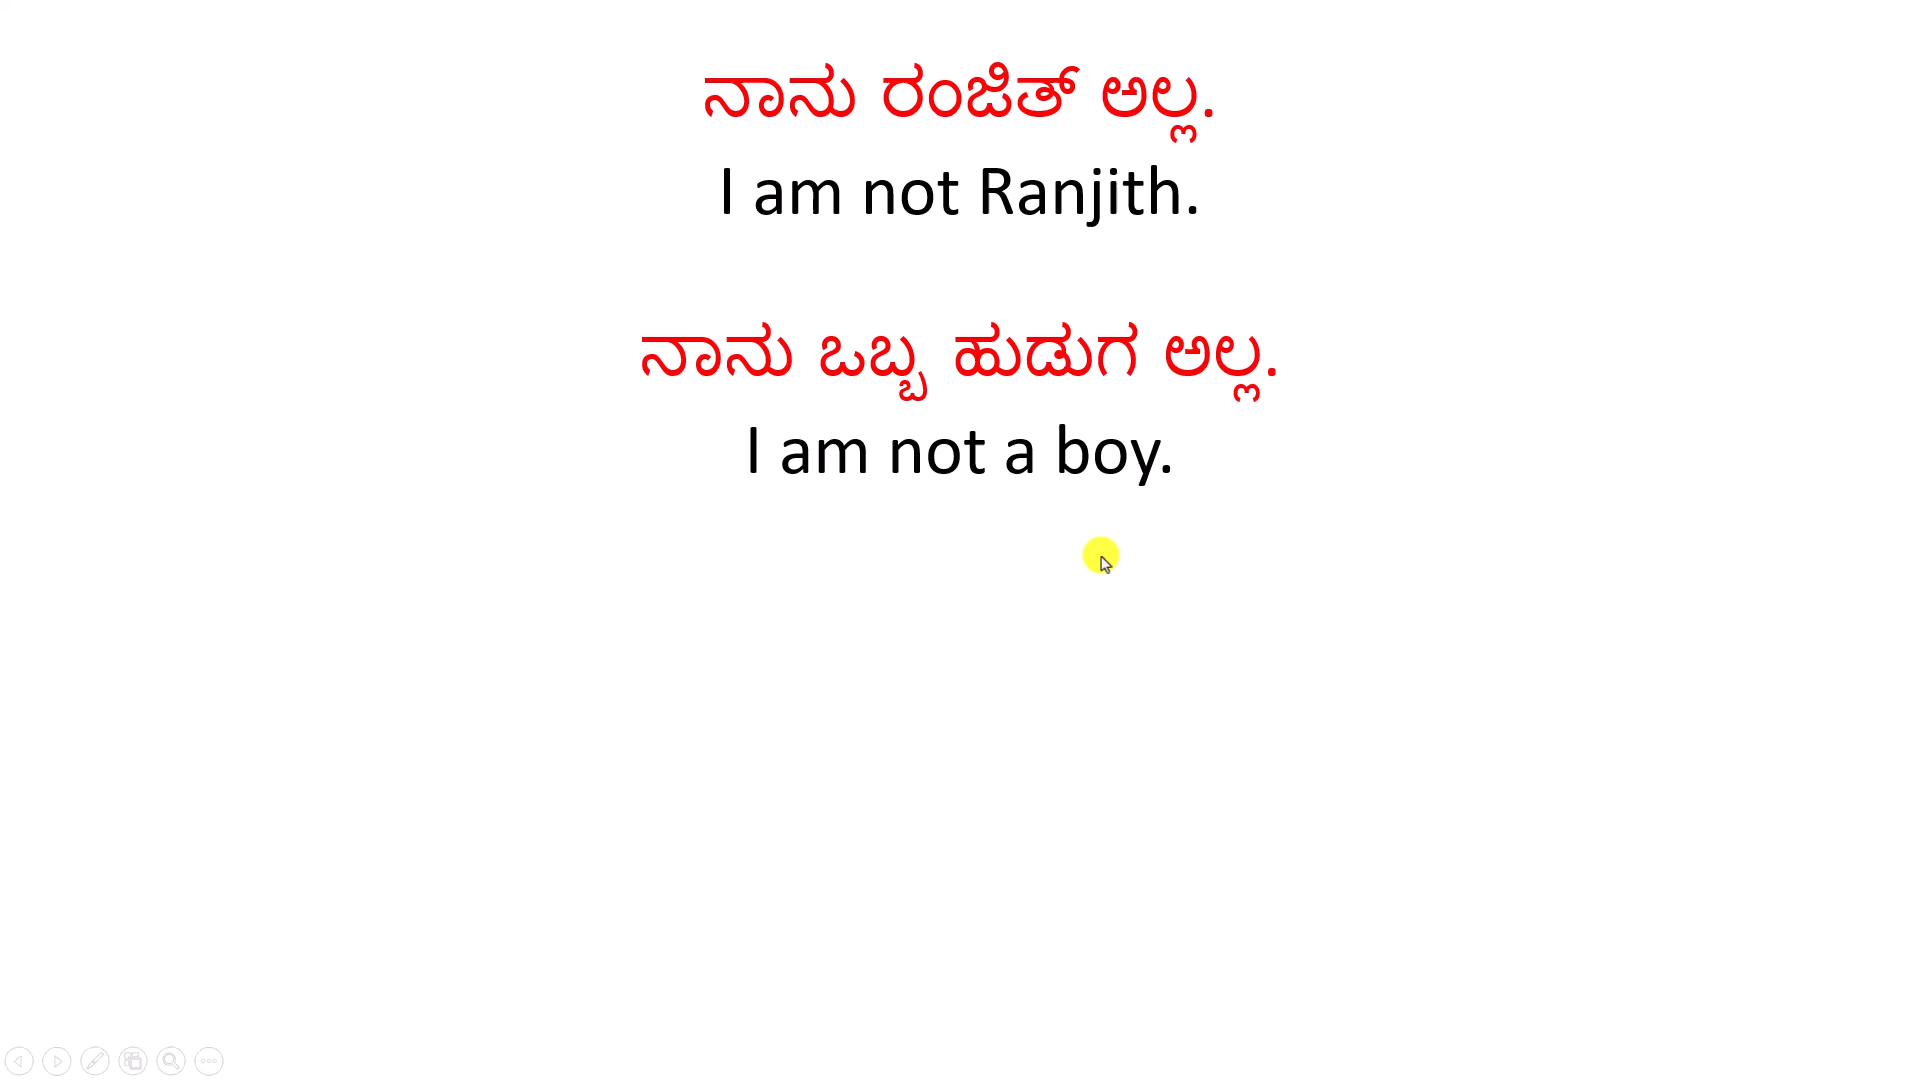 ನಾನು ರಂಜಿತ್ ಅಲ್ಲ.
I am not Ranjith.
ನಾನು ಒಬ್ಬ ಹುಡುಗ ಅಲ್ಲ.
I am not a boy.